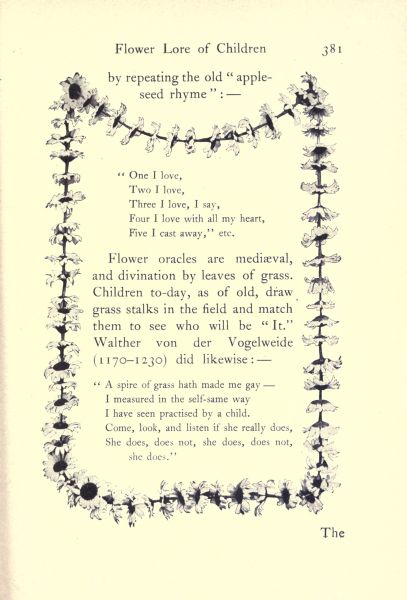 Flower Lore of Children 381
by repeating the old “ apple-
seed rhyme ” : —
“ One I love,
Two I love,
Three I love, I say,
Four I love with all my heart,
Five I cast away,” etc.
Flower oracles are mediæval,
and divination by leaves of grass.
Children to-day, as of old, draw
grass stalks in the field and match
them to see who will be “ It.”
Walther von der Vogelweide
(1170–1230) did likewise : —
“ A spire of grass hath made me gay —
I measured in the self-same way
I have seen practised by a child.
Come, look, and listen if she really does,
She does, does not, she does, does not,
she does.”
The